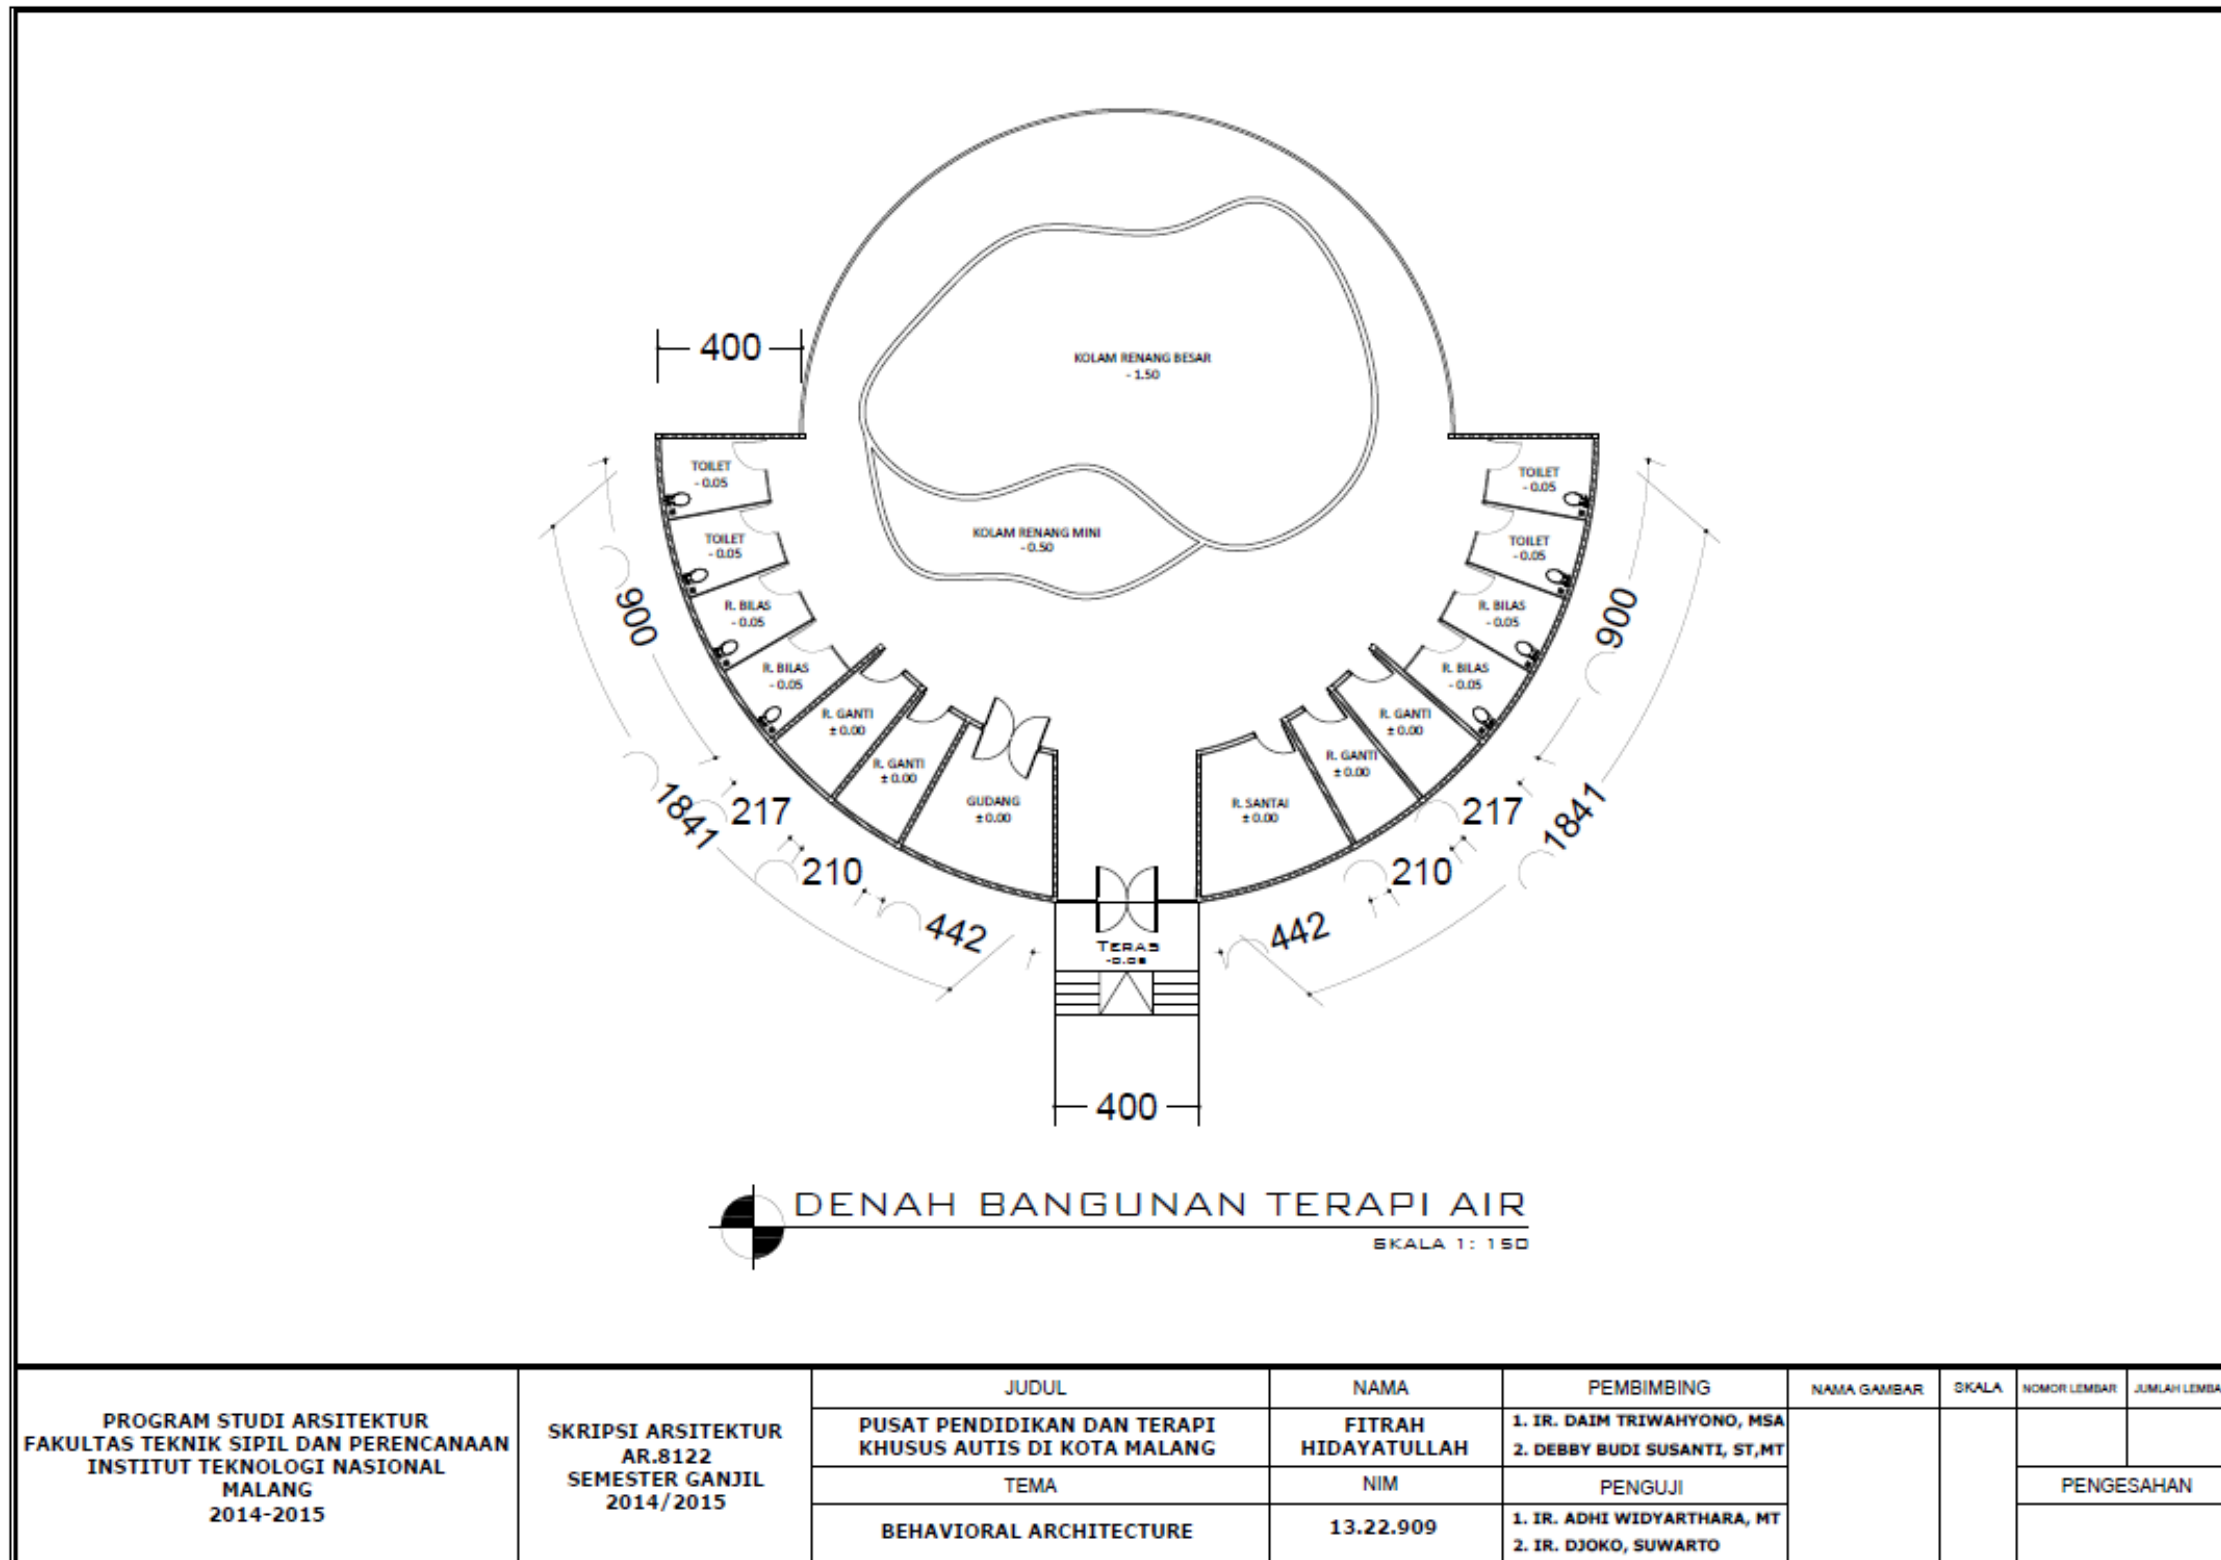 400
KOLAM RENANG BESAR
- 1.50
KOLAM RENANG MINI
- 0.50
TOILET
- 0.05
TOILET
- 0.05
R. BILAS
- 0.05
R. BILAS
- 0.05
R. GANTI
± 0.00
R. GANTI
± 0.00
GUDANG
± 0.00
TOILET
- 0.05
TOILET
- 0.05
R. BILAS
- 0.05
R. BILAS
- 0.05
R. GANTI
± 0.00
R. GANTI
± 0.00
R. SANTAI
± 0.00
900
1841
217
210
442
900
1841
217
210
442
TERAS
400
DENAH BANGUNAN TERAPI AIR
SKALA 1: 150
PROGRAM STUDI ARSITEKTUR
FAKULTAS TEKNIK SIPIL DAN PERENCANAAN
INSTITUT TEKNOLOGI NASIONAL
MALANG
2014-2015
SKRIPSI ARSITEKTUR
AR.8122
SEMESTER GANJIL
2014/2015
JUDUL
PUSAT PENDIDIKAN DAN TERAPI
KHUSUS AUTIS DI KOTA MALANG
TEMA
BEHAVIORAL ARCHITECTURE
NAMA
FITRAH
HIDAYATULLAH
NIM
13.22.909
PEMBIMBING
1. IR. DAIM TRIWAHYONO, MSA
2. DEBBY BUDI SUSANTI, ST,MT
PENGUJI
1. IR. ADHI WIDYARTHARA, MT
2. IR. DJOKO, SUWARTO
NAMA GAMBAR
SKALA
NOMOR LEMBAR
JUMLAH LEMBA
PENGESAHAN